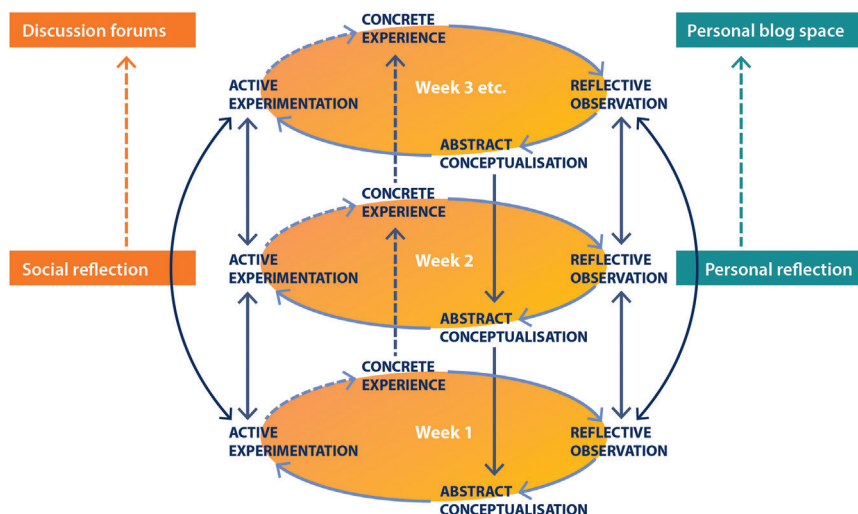 Discussion forums
CONCRETE
EXPERIENCE
Personal blog space
ACTIVE
EXPERIMENTATION
Week 3 etc.
REFLECTIVE
OBSERVATION
ABSTRACT
CONCEPTUALISATION
CONCRETE
EXPERIENCE
Social reflection
ACTIVE
EXPERIMENTATION
Week 2
REFLECTIVE
OBSERVATION
Personal reflection
ABSTRACT
CONCEPTUALISATION
CONCRETE
EXPERIENCE
ACTIVE
EXPERIMENTATION
Week 1
REFLECTIVE
OBSERVATION
ABSTRACT
CONCEPTUALISATION